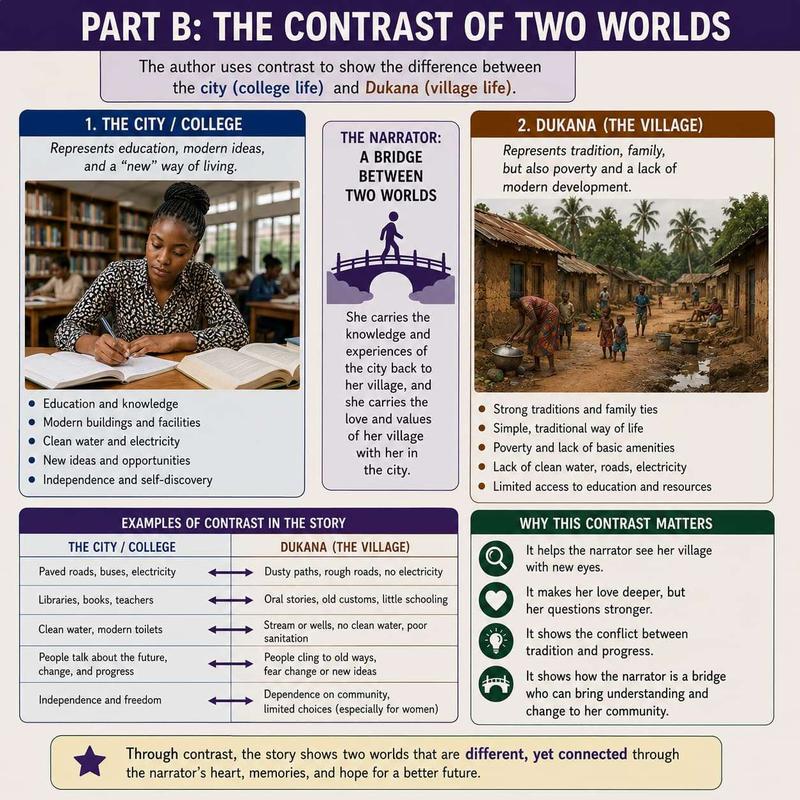 PART B: THE CONTRAST OF TWO WORLDS
The author uses contrast to show the difference between
the city (college life) and Dukana (village life).
1. THE CITY / COLLEGE
Represents education, modern ideas,
and a “new” way of living.
Education and knowledge
Modern buildings and facilities
Clean water and electricity
New ideas and opportunities
Independence and self-discovery
THE NARRATOR:
A BRIDGE
BETWEEN
TWO WORLDS
She carries the
knowledge and
experiences of
the city back to
her village, and
she carries the
love and values
of her village
with her in
the city.
2. DUKANA (THE VILLAGE)
Represents tradition, family,
but also poverty and a lack of
modern development.
Strong traditions and family ties
Simple, traditional way of life
Poverty and lack of basic amenities
Lack of clean water, roads, electricity
Limited access to education and resources
EXAMPLES OF CONTRAST IN THE STORY
THE CITY / COLLEGE
DUKANA (THE VILLAGE)
Paved roads, buses, electricity
Dusty paths, rough roads, no electricity
Libraries, books, teachers
Oral stories, old customs, little schooling
Clean water, modern toilets
Stream or wells, no clean water, poor
sanitation
People talk about the future,
change, and progress
People cling to old ways,
fear change or new ideas
Independence and freedom
Dependence on community,
limited choices (especially for women)
WHY THIS CONTRAST MATTERS
It helps the narrator see her village
with new eyes.
It makes her love deeper, but
her questions stronger.
It shows the conflict between
tradition and progress.
It shows how the narrator is a bridge
who can bring understanding and
change to her community.
Through contrast, the story shows two worlds that are different, yet connected through
the narrator’s heart, memories, and hope for a better future.